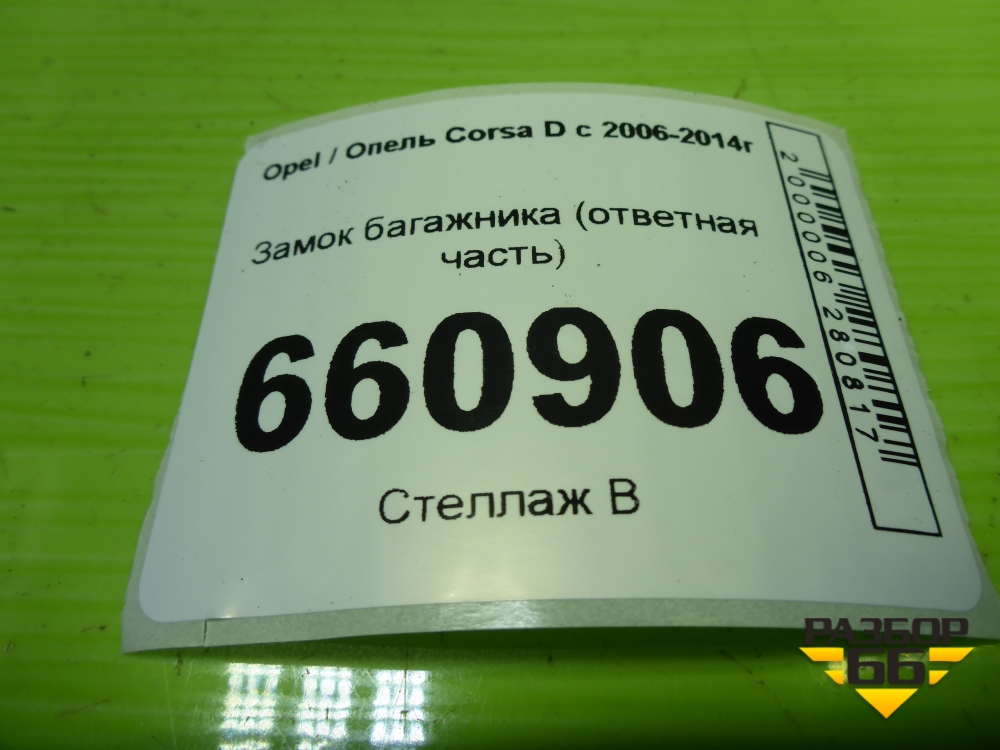 Opel / Опель Corsa D с 2006-2014г
Замок багажника (ответная
часть)
660906
Стеллаж В
2000006280817
РАЗБОР
66